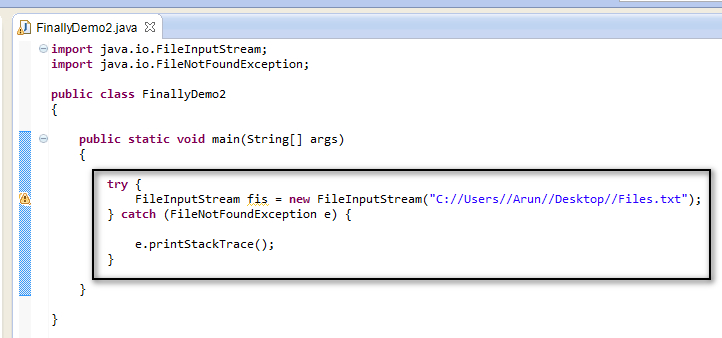 FinallyDemo2.java
import java.io.FileInputStream;
import java.io.FileNotFoundException;
public class FinallyDemo2
{
public static void main(String[] args)
{
try {
FileInputStream fis = new FileInputStream("C://Users//Arun//Desktop//Files.txt");
} catch (FileNotFoundException e) {
e.printStackTrace();
}
}
}